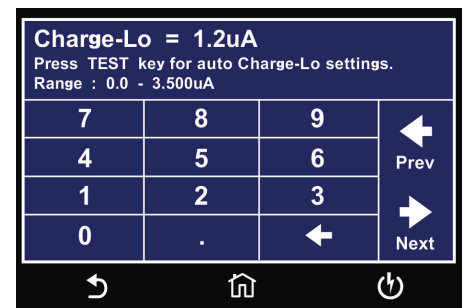 Charge-Lo = 1.2uA
Press TEST key for auto Charge-Lo settings.
Range : 0.0 - 3.500uA
7 8 9
Prev
4 5 6
1 2 3
Next
0 .